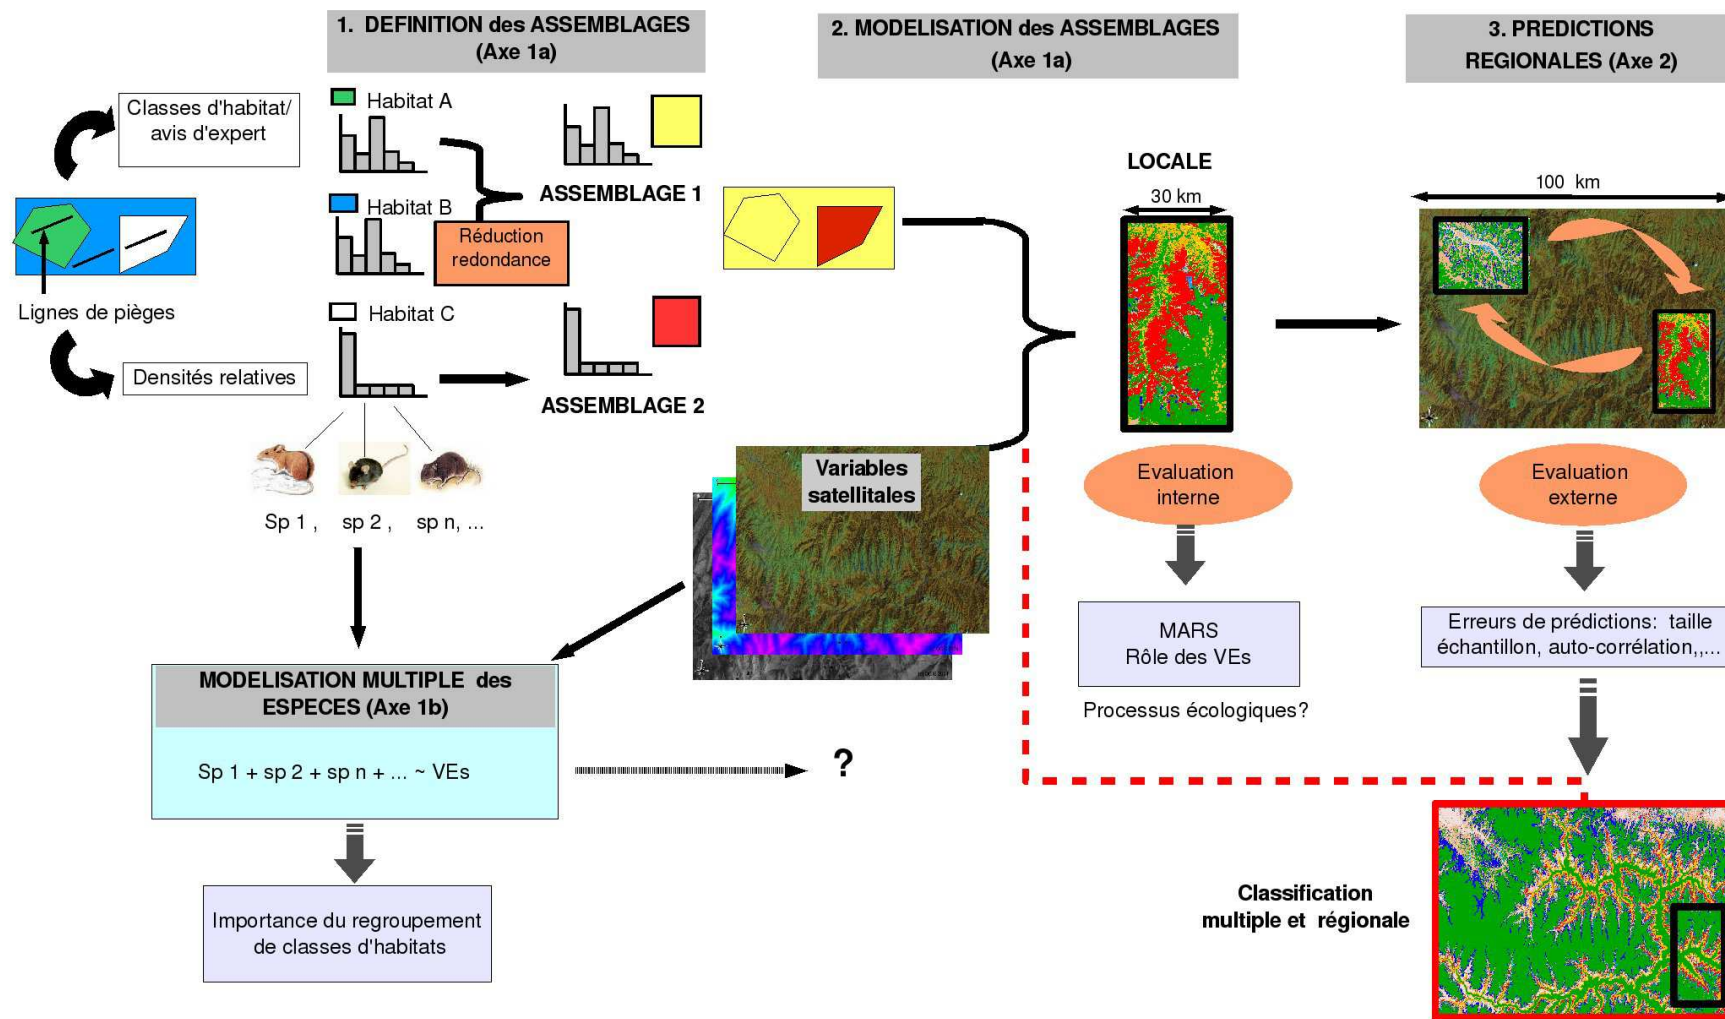 1. DEFINITION des ASSEMBLAGES
(Axe 1a)
2. MODELISATION des ASSEMBLAGES
(Axe 1a)
3. PREDICTIONS
REGIONALES (Axe 2)
Classes d'habitat/
avis d'expert
Habitat A
ASSEMBLAGE 1
Habitat B
Réduction
redondance
Lignes de pièges
Habitat C
Densités relatives
ASSEMBLAGE 2
Sp 1 ,
sp 2 ,
sp n, ...
LOCALE
30 km
100 km
Variables
satellitales
Evaluation
interne
Evaluation
externe
MARS
Rôle des VEs
Processus écologiques?
Erreurs de prédictions: taille
échantillon, auto-corrélation,,...
MODELISATION MULTIPLE des
ESPECES (Axe 1b)
Sp 1 + sp 2 + sp n + ... ~ VEs
?
Importance du regroupement
de classes d'habitats
Classification
multiple et régionale